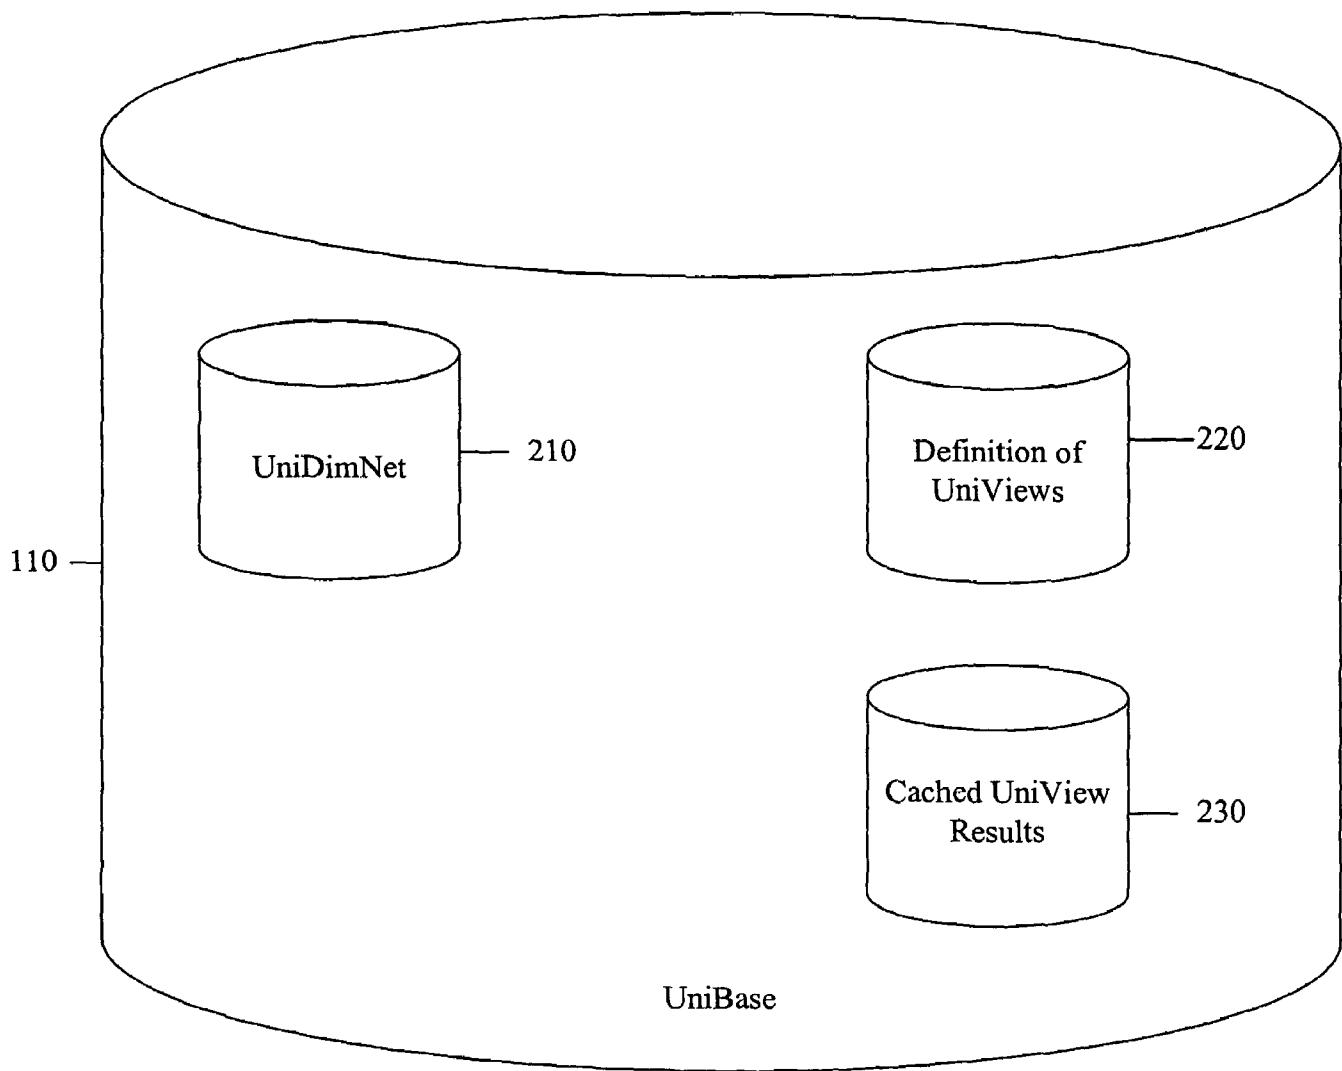 UniDimNet
210
Definition of
UniViews
220
110
Cached UniView
Results
230
UniBase